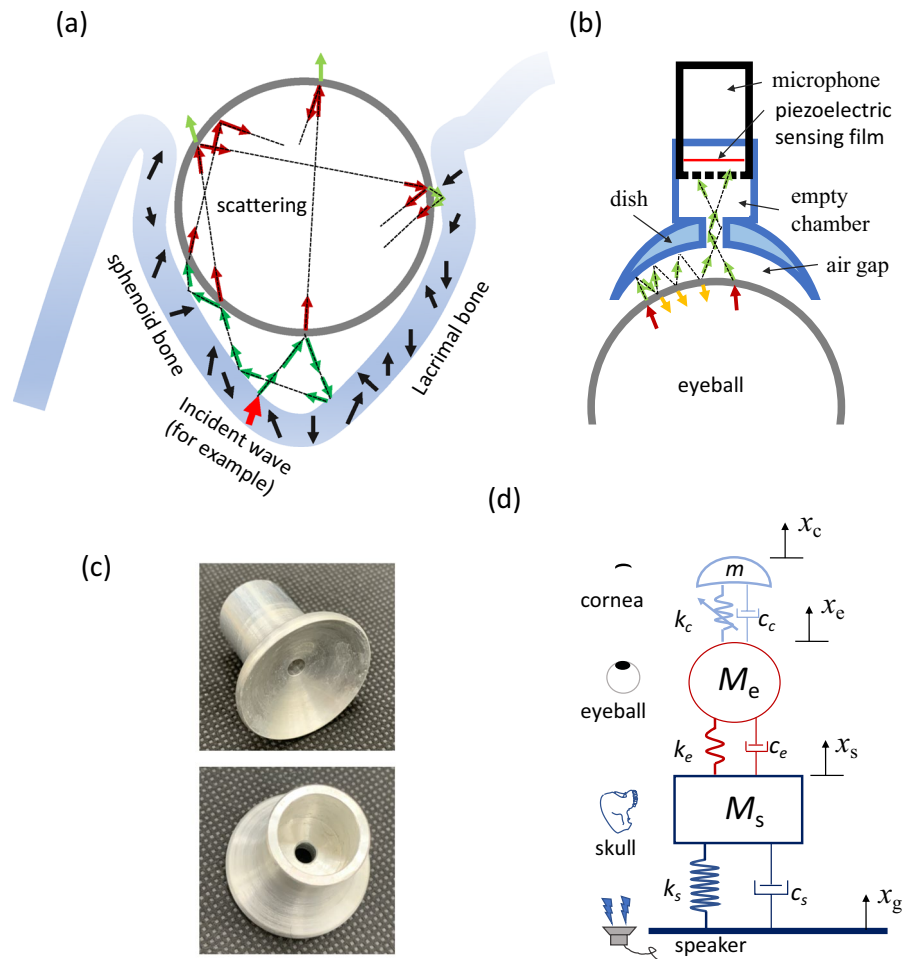 (a)
scattering
sphenoid bone
Lacrimal bone
Incident wave
(for example)
(b)
microphone
piezoelectric
sensing film
dish
empty
chamber
air gap
eyeball
(c)
(d)
x_c
m
cornea
k_c
c_c
x_e
M_e
eyeball
k_e
c_e
x_s
M_s
skull
k_s
c_s
x_g
speaker